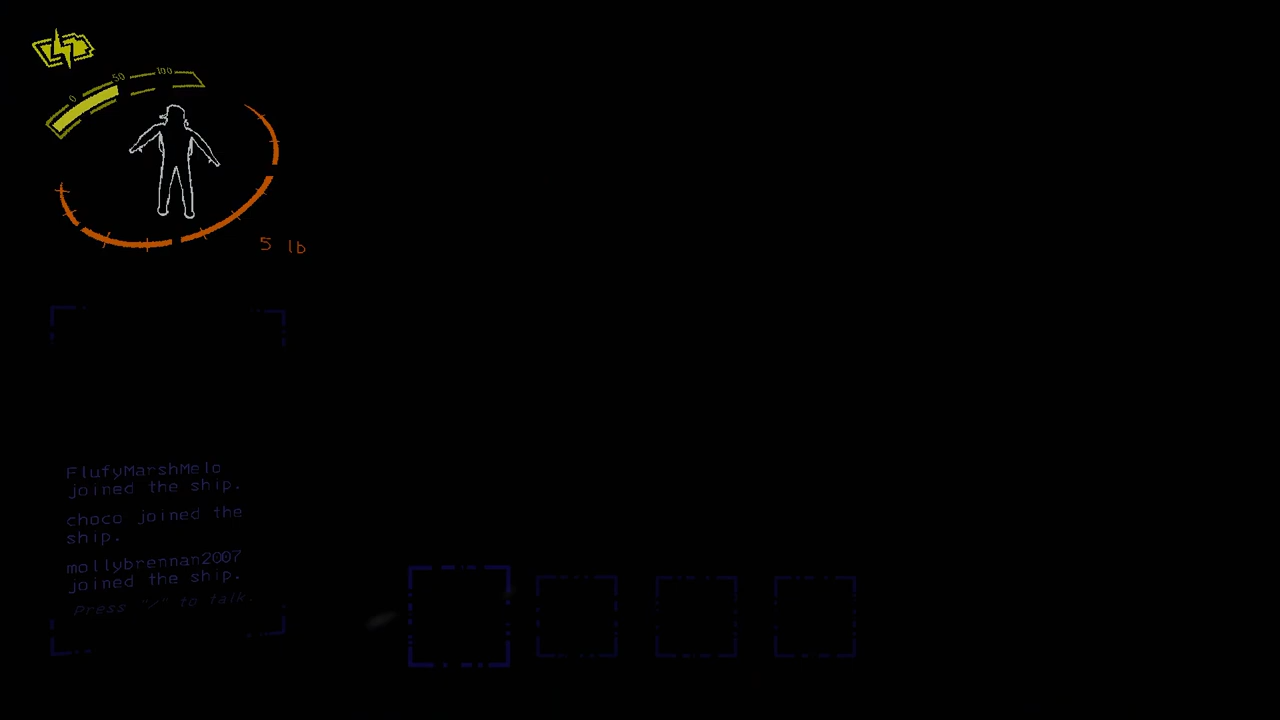 0 50 100
5 lb
FlufyMarshMelo
joined the ship.
choco joined the
ship.
mollybrennan2007
joined the ship.
Press "/" to talk.